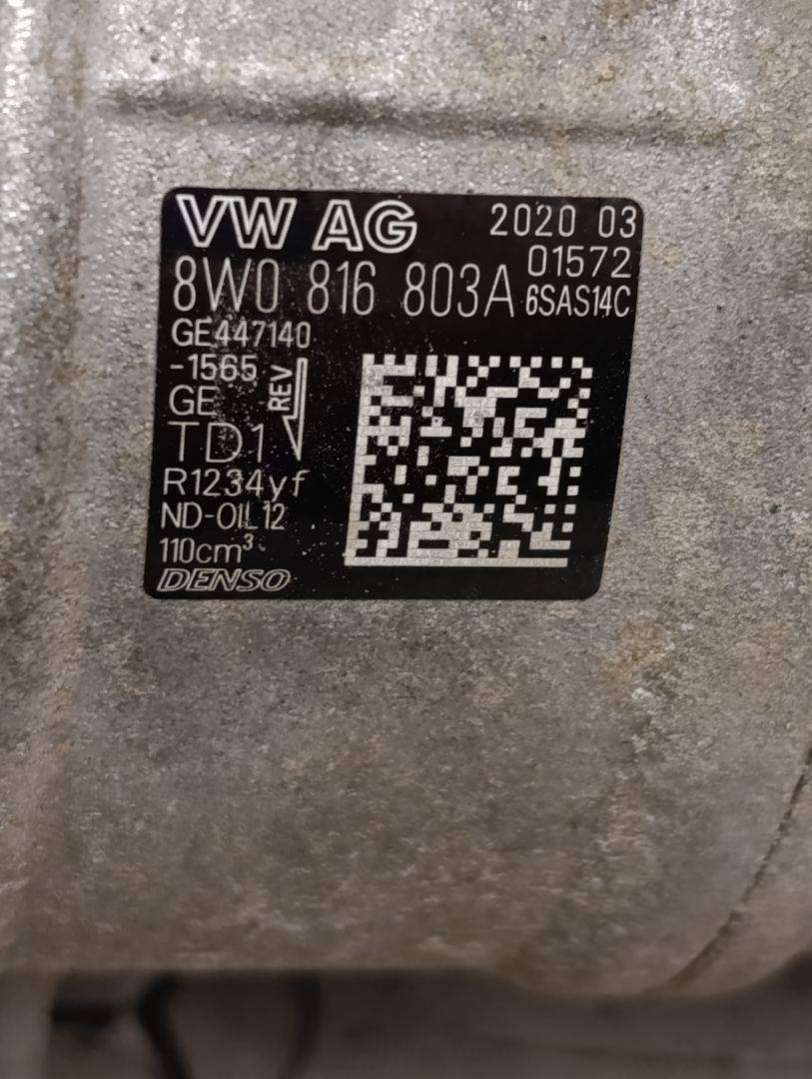 VW AG 2020 03
01572
8W0 816 803A 6SAS14C
GE447140
-1565
GE
REV
TD1
R1234yf
ND-OIL12
110cm³
DENSO